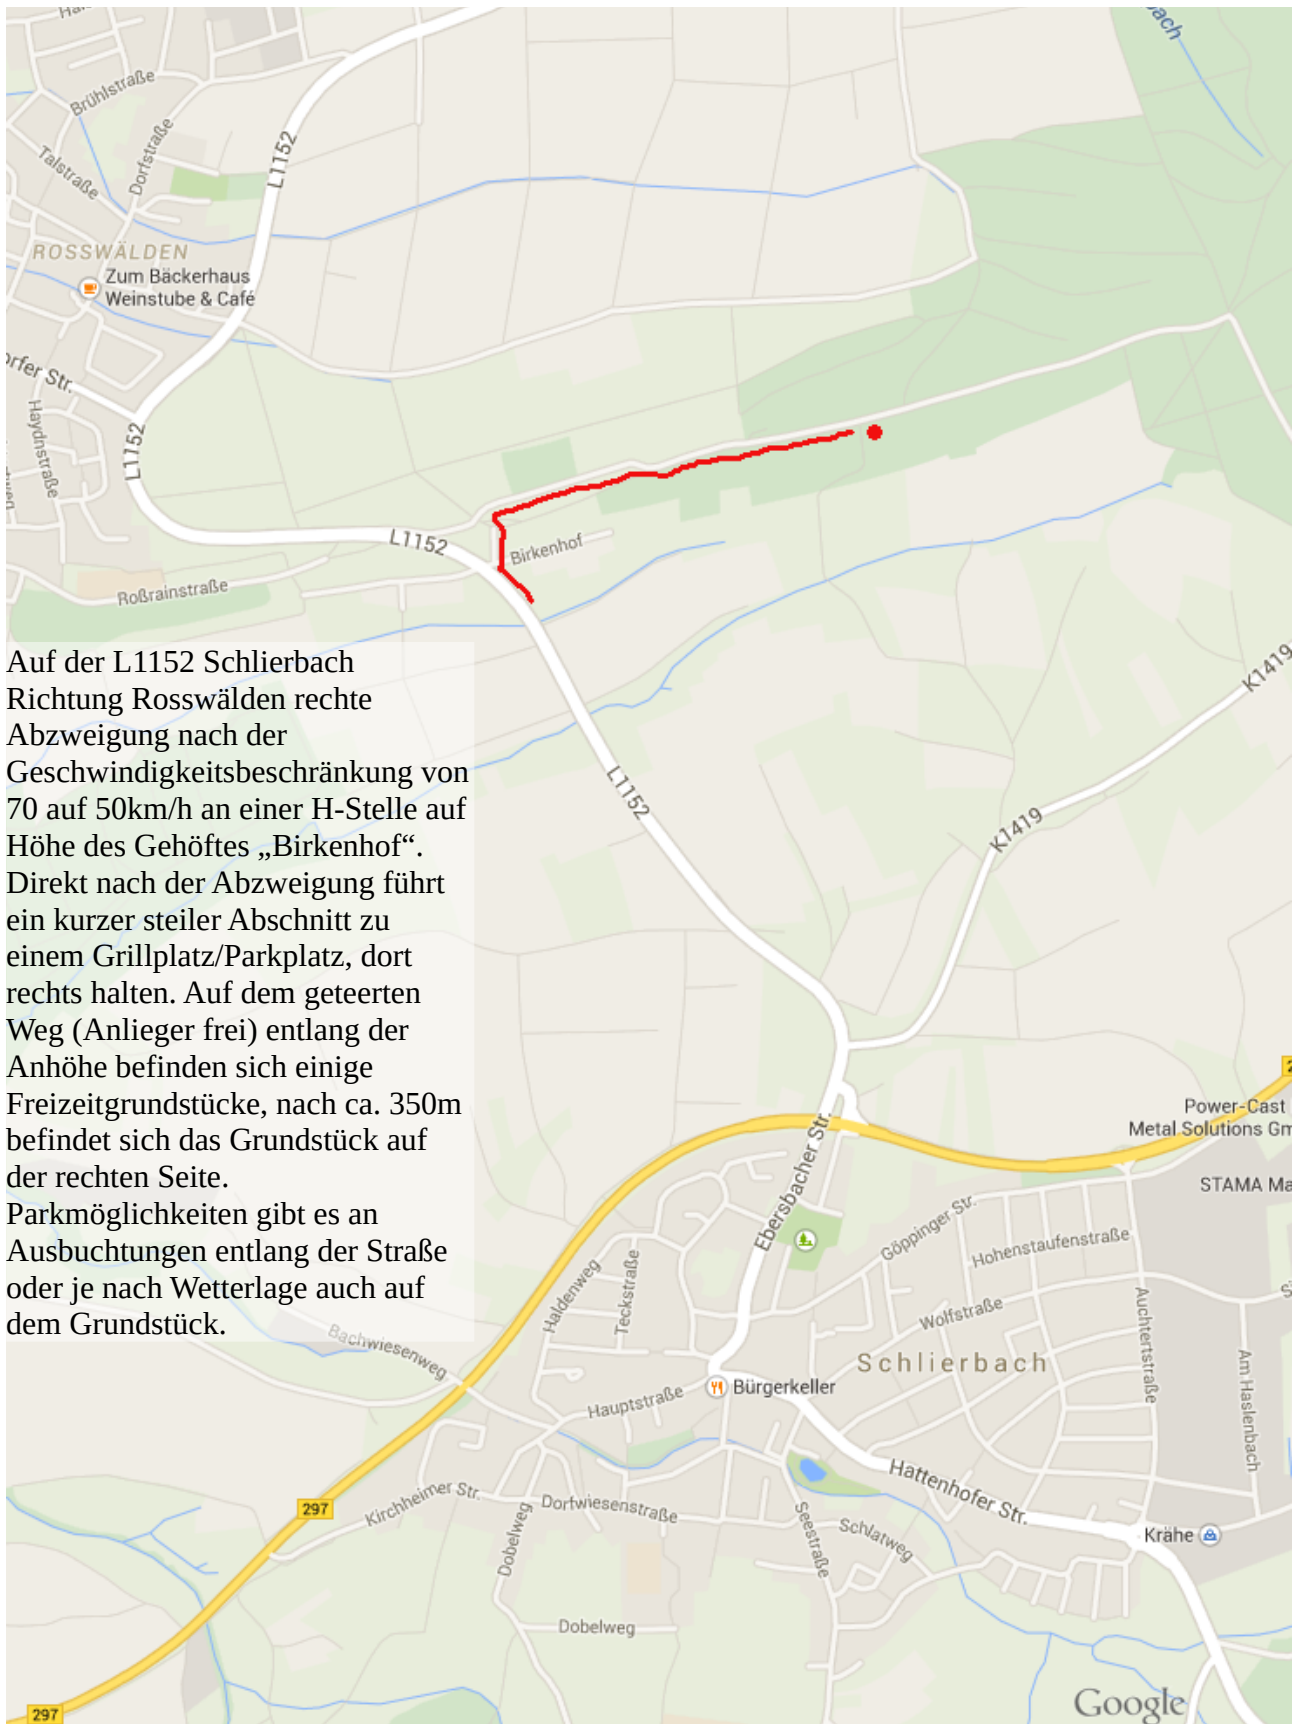 Brühlstraße
Talstraße
Dorfstraße
L1152
ROSSWÄLDEN
Zum Bäckerhaus
Weinstube & Café
orfer Str.
Haydnstraße
L1152
L1152
Birkenhof
Roßrainstraße
Auf der L1152 Schlierbach
Richtung Rosswälden rechte
Abzweigung nach der
Geschwindigkeitsbeschränkung von
70 auf 50km/h an einer H-Stelle auf
Höhe des Gehöftes „Birkenhof“.
Direkt nach der Abzweigung führt
ein kurzer steiler Abschnitt zu
einem Grillplatz/Parkplatz, dort
rechts halten. Auf dem geteerten
Weg (Anlieger frei) entlang der
Anhöhe befinden sich einige
Freizeitgrundstücke, nach ca. 350m
befindet sich das Grundstück auf
der rechten Seite.
Parkmöglichkeiten gibt es an
Ausbuchtungen entlang der Straße
oder je nach Wetterlage auch auf
dem Grundstück.
K1419
L1152
K1419
Power-Cast
Metal Solutions Gm
STAMA Ma
Ebersbacher Str.
Göppinger Str.
Hohenstaufenstraße
Haldenweg
Teckstraße
Wolfstraße
Auchtertstraße
Am Haslenbach
Bachwiesenweg
Schlierbach
Bürgerkeller
Hauptstraße
Hattenhofer Str.
297
Kirchheimer Str.
Dorfwiesenstraße
Dobelweg
Seestraße
Schlatweg
Krähe
Dobelweg
297
Google